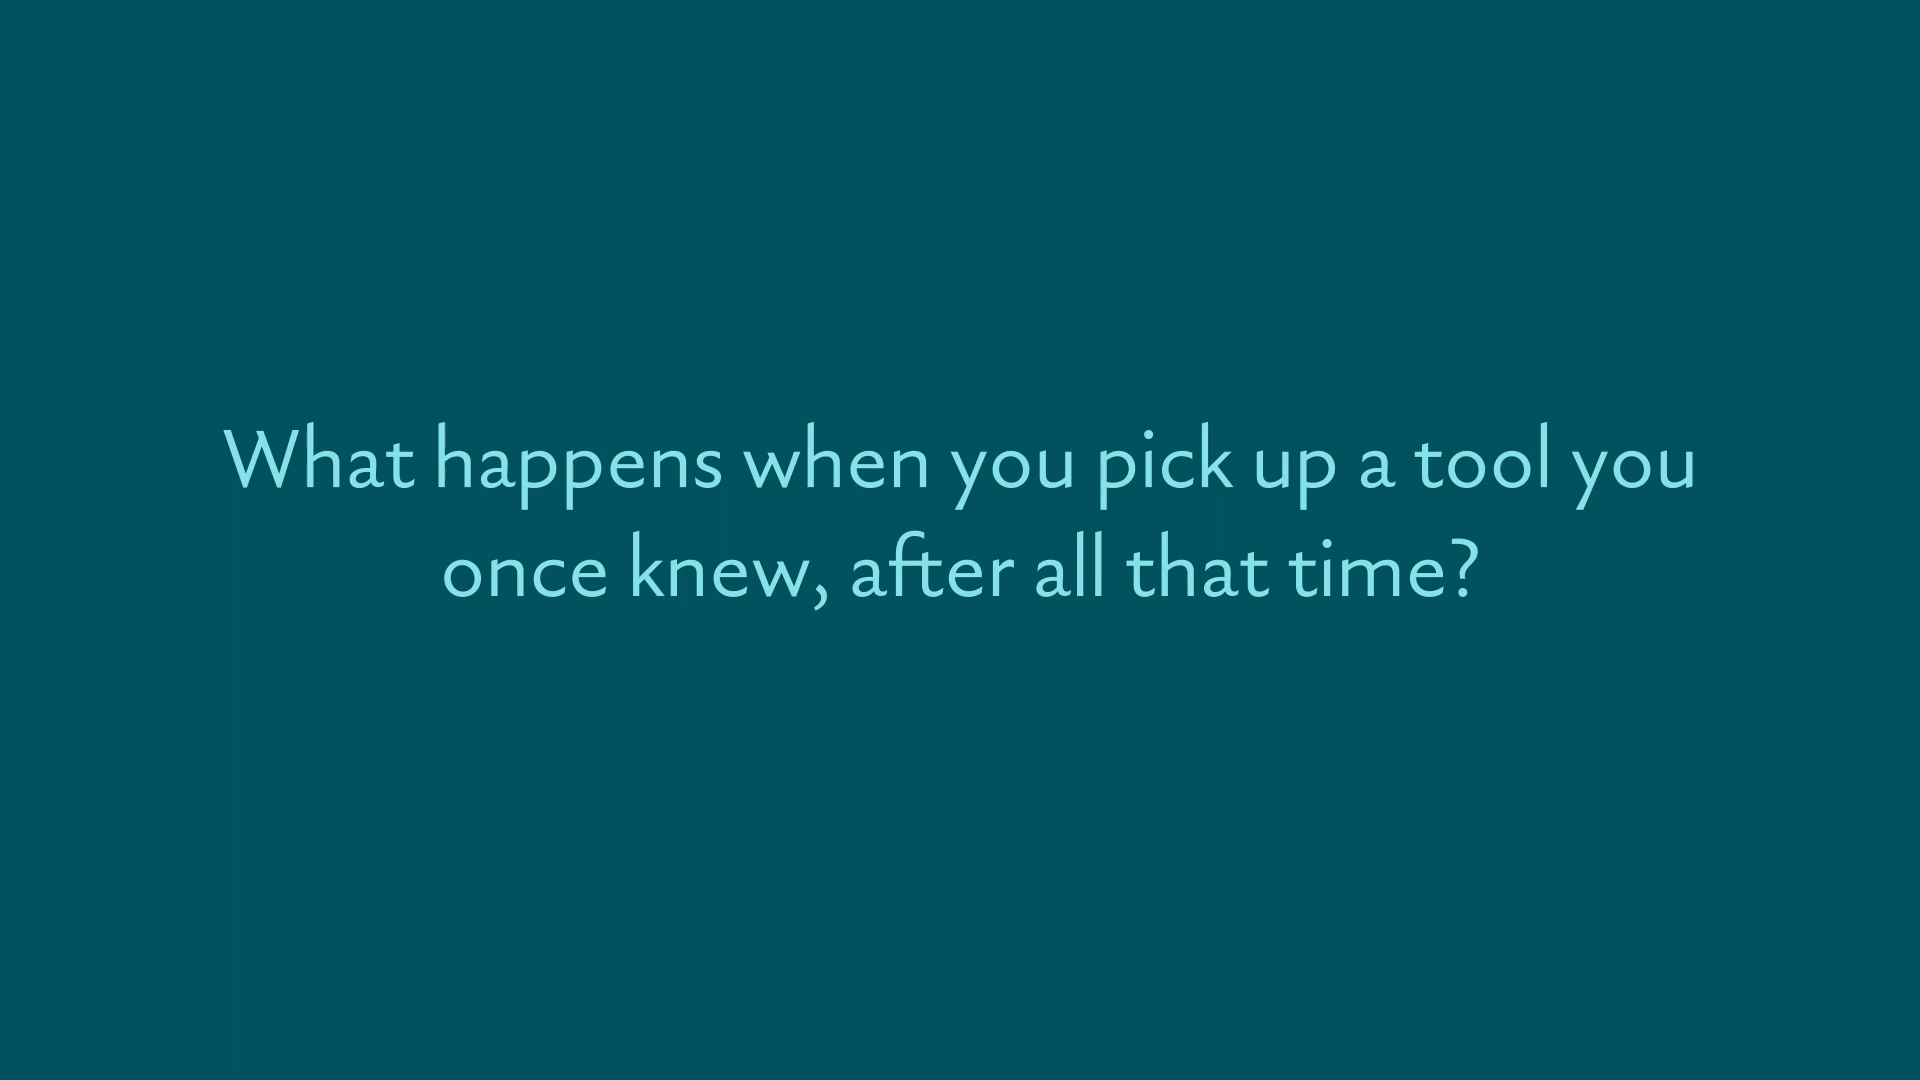 What happens when you pick up a tool you
once knew, after all that time?